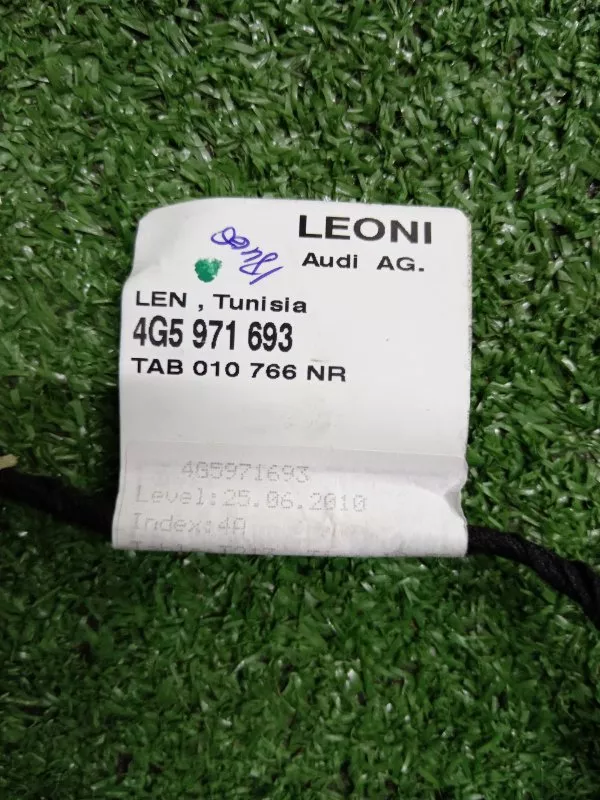 LEONI
Audi AG.
LEN , Tunisia
4G5 971 693
TAB 010 766 NR
4G5971693
Level:25.06.2010
Index:4A